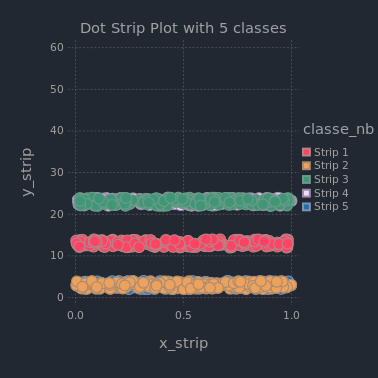 Dot Strip Plot with 5 classes
60
50
40
30
20
10
0
y_strip
0.0 0.5 1.0
x_strip
classe_nb
Strip 1
Strip 2
Strip 3
Strip 4
Strip 5